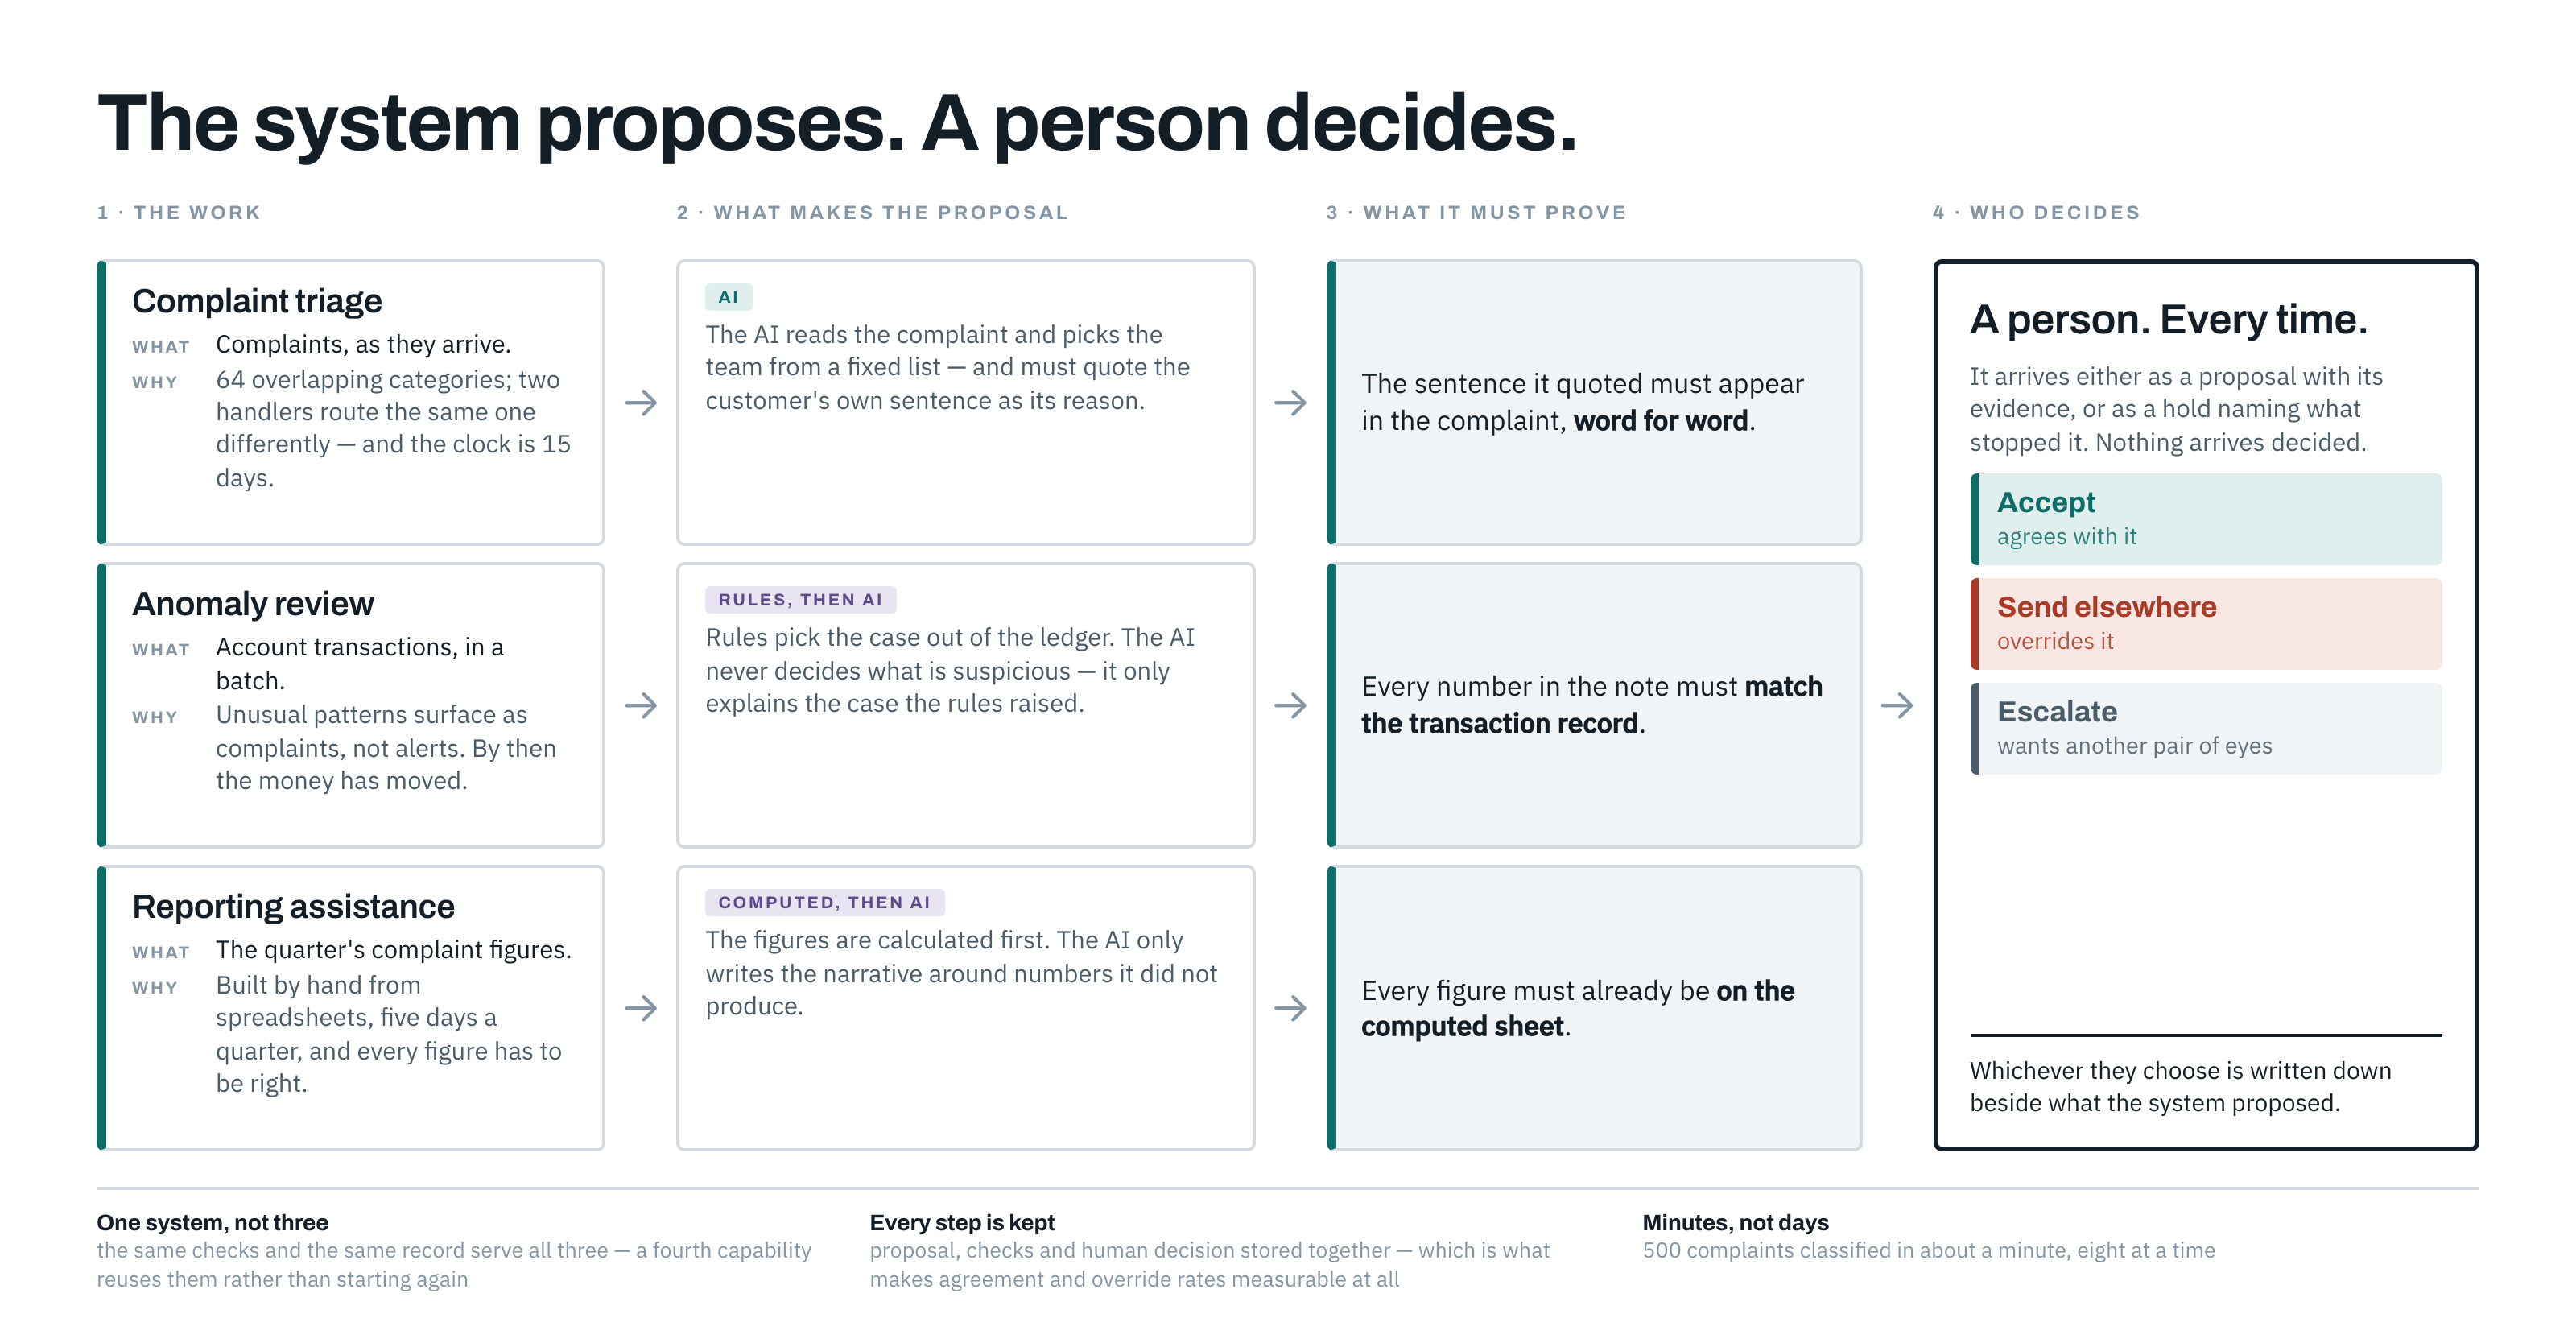 The system proposes. A person decides.
1 · THE WORK
2 · WHAT MAKES THE PROPOSAL
3 · WHAT IT MUST PROVE
4 · WHO DECIDES
Complaint triage
WHAT Complaints, as they arrive.
WHY 64 overlapping categories; two
handlers route the same one
differently — and the clock is 15
days.
AI
The AI reads the complaint and picks the
team from a fixed list — and must quote the
customer's own sentence as its reason.
The sentence it quoted must appear
in the complaint, word for word.
Anomaly review
WHAT Account transactions, in a
batch.
WHY Unusual patterns surface as
complaints, not alerts. By then
the money has moved.
RULES, THEN AI
Rules pick the case out of the ledger. The AI
never decides what is suspicious — it only
explains the case the rules raised.
Every number in the note must match
the transaction record.
Reporting assistance
WHAT The quarter's complaint figures.
WHY Built by hand from
spreadsheets, five days a
quarter, and every figure has to
be right.
COMPUTED, THEN AI
The figures are calculated first. The AI only
writes the narrative around numbers it did not
produce.
Every figure must already be on the
computed sheet.
A person. Every time.
It arrives either as a proposal with its
evidence, or as a hold naming what
stopped it. Nothing arrives decided.
Accept
agrees with it
Send elsewhere
overrides it
Escalate
wants another pair of eyes
Whichever they choose is written down
beside what the system proposed.
One system, not three
the same checks and the same record serve all three — a fourth capability
reuses them rather than starting again
Every step is kept
proposal, checks and human decision stored together — which is what
makes agreement and override rates measurable at all
Minutes, not days
500 complaints classified in about a minute, eight at a time